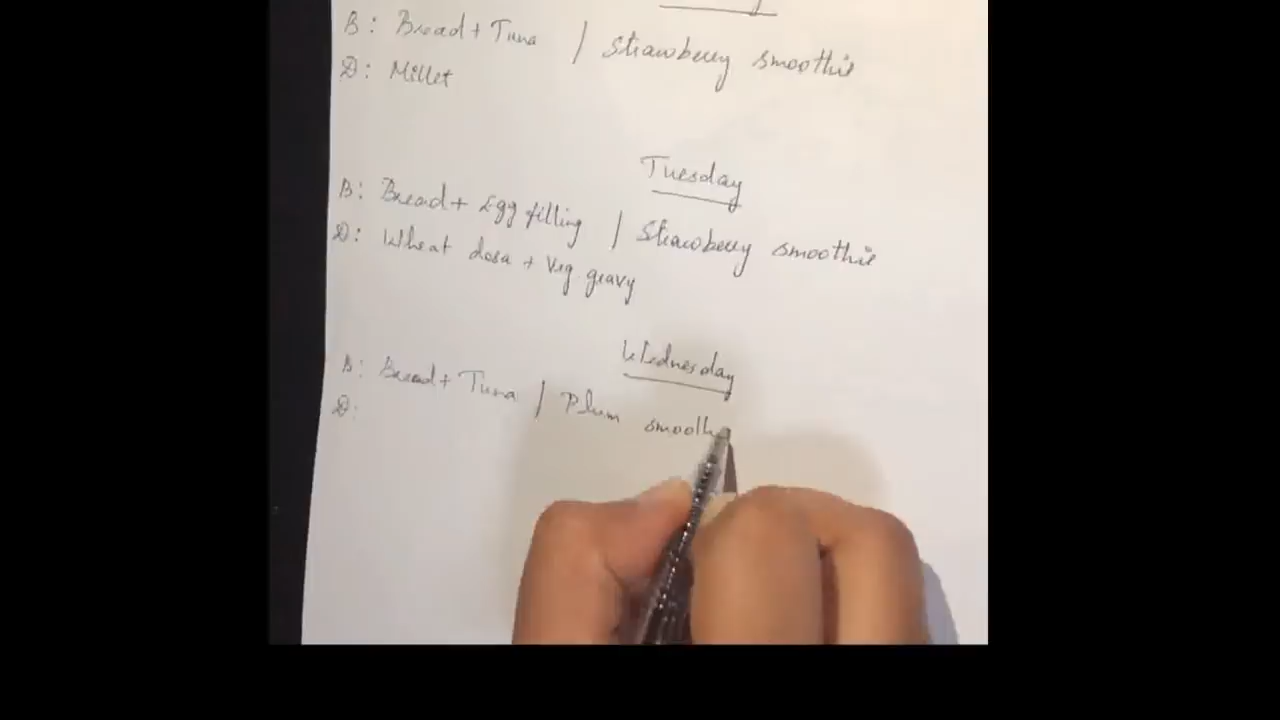 B: Bread + Tuna / Strawberry smoothie
D: Millet
Tuesday
B: Bread + Egg filling / Strawberry smoothie
D: Wheat dosa + Veg. gravy
Wednesday
B: Bread + Tuna / Plum smooth
D: